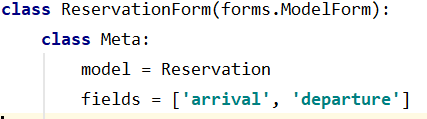 class ReservationForm(forms.ModelForm):
    class Meta:
        model = Reservation
        fields = ['arrival', 'departure']